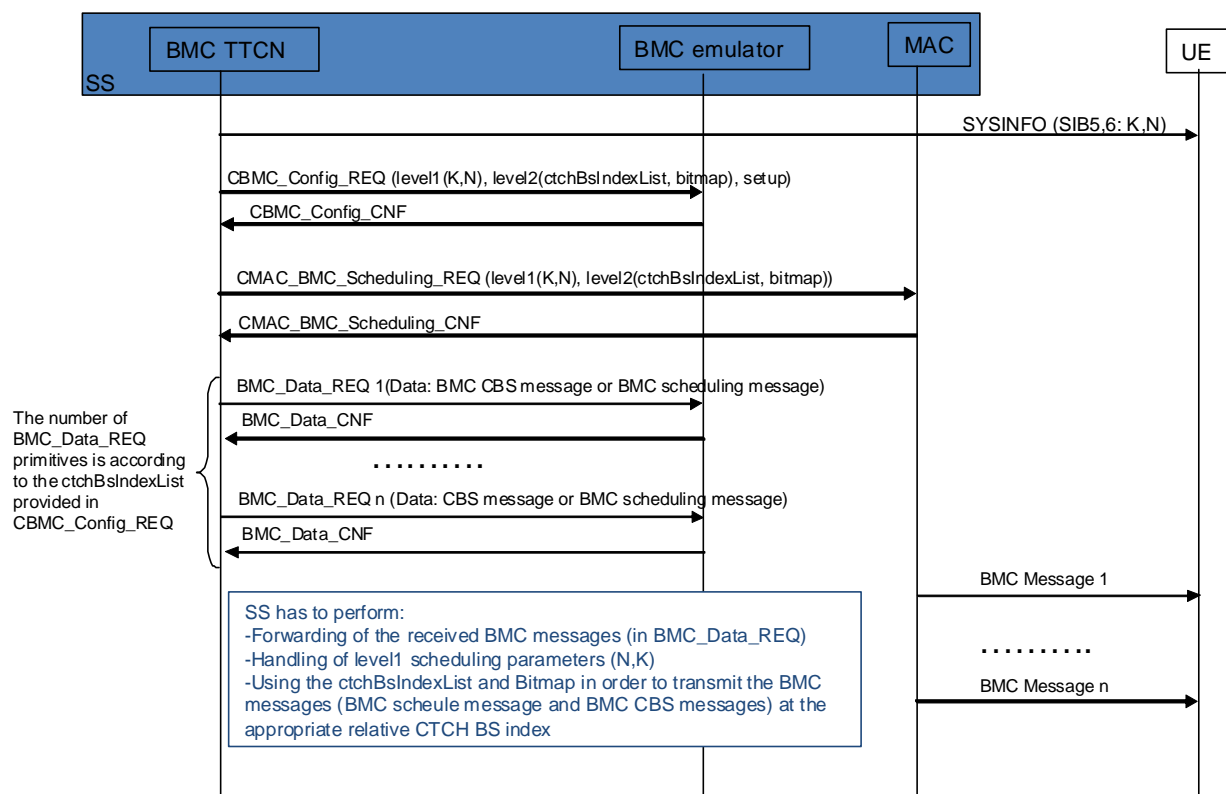 BMC TTCN
BMC emulator
MAC
UE
SS
SYSINFO (SIB5,6: K,N)
CBMC_Config_REQ (level1(K,N), level2(ctchBsIndexList, bitmap), setup)
CBMC_Config_CNF
CMAC_BMC_Scheduling_REQ (level1(K,N), level2(ctchBsIndexList, bitmap))
CMAC_BMC_Scheduling_CNF
BMC_Data_REQ 1(Data: BMC CBS message or BMC scheduling message)
BMC_Data_CNF
The number of
BMC_Data_REQ
primitives is according
to the ctchBsIndexList
provided in
CBMC_Config_REQ
. . . . . . . . . .
BMC_Data_REQ n (Data: CBS message or BMC scheduling message)
BMC_Data_CNF
BMC Message 1
SS has to perform:
-Forwarding of the received BMC messages (in BMC_Data_REQ)
-Handling of level1 scheduling parameters (N,K)
-Using the ctchBsIndexList and Bitmap in order to transmit the BMC
messages (BMC scheule message and BMC CBS messages) at the
appropriate relative CTCH BS index
. . . . . . . . . .
BMC Message n